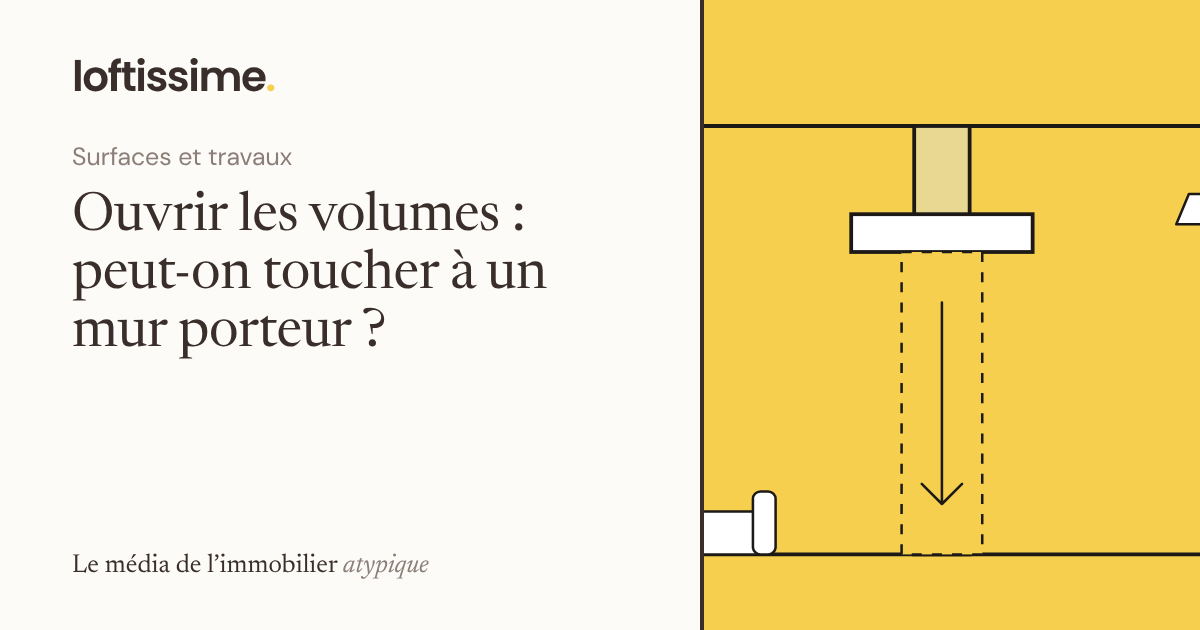 loftissime.
Surfaces et travaux
Ouvrir les volumes :
peut-on toucher à un
mur porteur ?
Le média de l’immobilier atypique